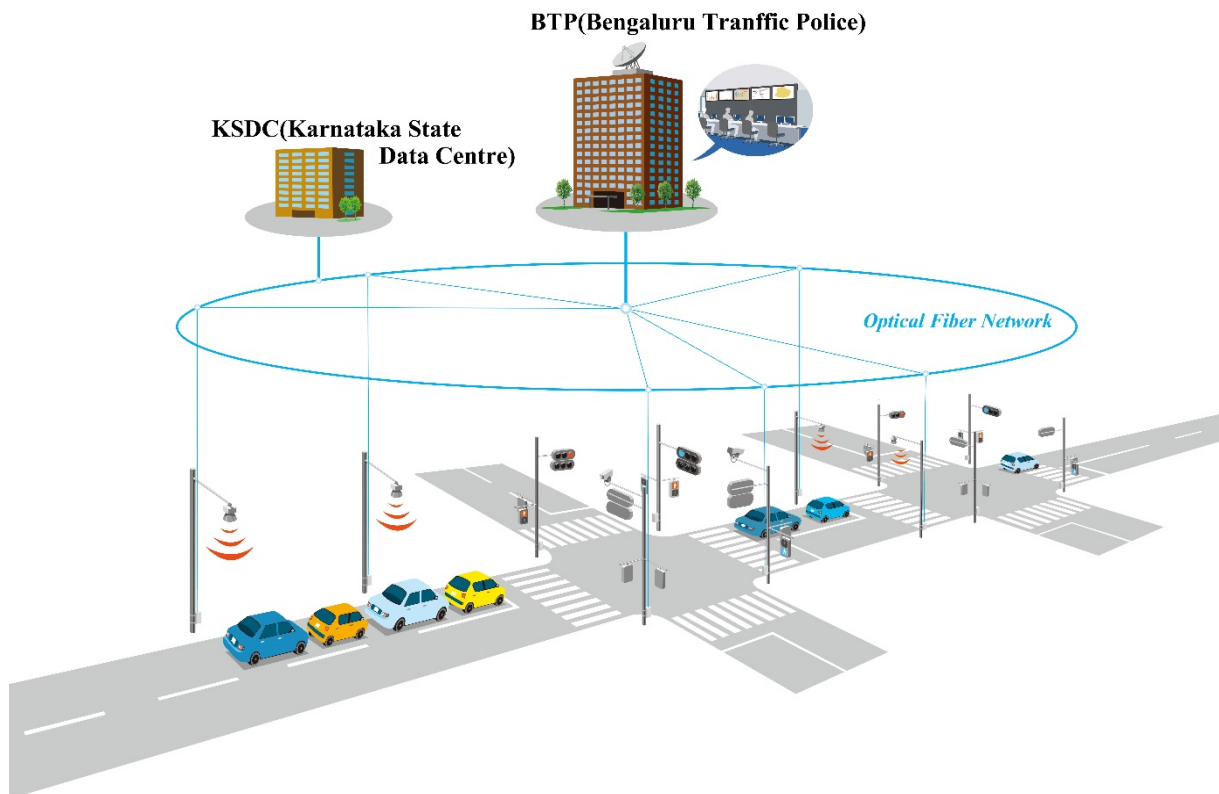 BTP(Bengaluru Tranffic Police)
KSDC(Karnataka State
Data Centre)
Optical Fiber Network